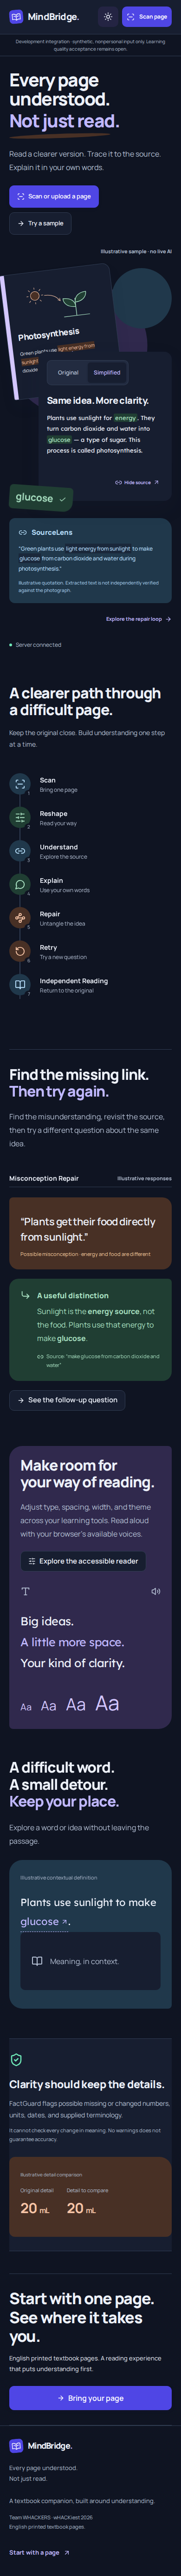 MindBridge.
Scan page
Development integration · synthetic, nonpersonal input only. Learning
quality acceptance remains open.
Every page
understood.
Not just read.
Read a clearer version. Trace it to the source.
Explain it in your own words.
Scan or upload a page
Try a sample
Illustrative sample · no live AI
Photosynthesis
Green plants use light energy from
sunlight
dioxide
Original
Simplified
Same idea. More clarity.
Plants use sunlight for energy. They
turn carbon dioxide and water into
glucose — a type of sugar. This
process is called photosynthesis.
Hide source
glucose
SourceLens
“Green plants use light energy from sunlight to make
glucose from carbon dioxide and water during
photosynthesis.”
Illustrative quotation. Extracted text is not independently verified
against the photograph.
Explore the repair loop
Server connected
A clearer path through
a difficult page.
Keep the original close. Build understanding one step
at a time.
Scan
Bring one page
1
Reshape
Read your way
2
Understand
Explore the source
3
Explain
Use your own words
4
Repair
Untangle the idea
5
Retry
Try a new question
6
Independent Reading
Return to the original
7
Find the missing link.
Then try again.
Find the misunderstanding, revisit the source,
then try a different question about the same
idea.
Misconception Repair
Illustrative responses
“Plants get their food directly
from sunlight.”
Possible misconception · energy and food are different
A useful distinction
Sunlight is the energy source, not
the food. Plants use that energy to
make glucose.
Source: “make glucose from carbon dioxide and
water”
See the follow-up question
Make room for
your way of reading.
Adjust type, spacing, width, and theme
across your learning tools. Read aloud
with your browser’s available voices.
Explore the accessible reader
Big ideas.
A little more space.
Your kind of clarity.
Aa Aa Aa Aa
A difficult word.
A small detour.
Keep your place.
Explore a word or idea without leaving the
passage.
Illustrative contextual definition
Plants use sunlight to make
glucose.
Meaning, in context.
Clarity should keep the details.
FactGuard flags possible missing or changed numbers,
units, dates, and supplied terminology.
It cannot check every change in meaning. No warnings does not
guarantee accuracy.
Illustrative detail comparison
Original detail
Detail to compare
20 mL
20 mL
Start with one page.
See where it takes
you.
English printed textbook pages. A reading experience
that puts understanding first.
Bring your page
MindBridge.
Every page understood.
Not just read.
A textbook companion, built around understanding.
Team WHACKERS · wHACKiest 2026
English printed textbook pages.
Start with a page